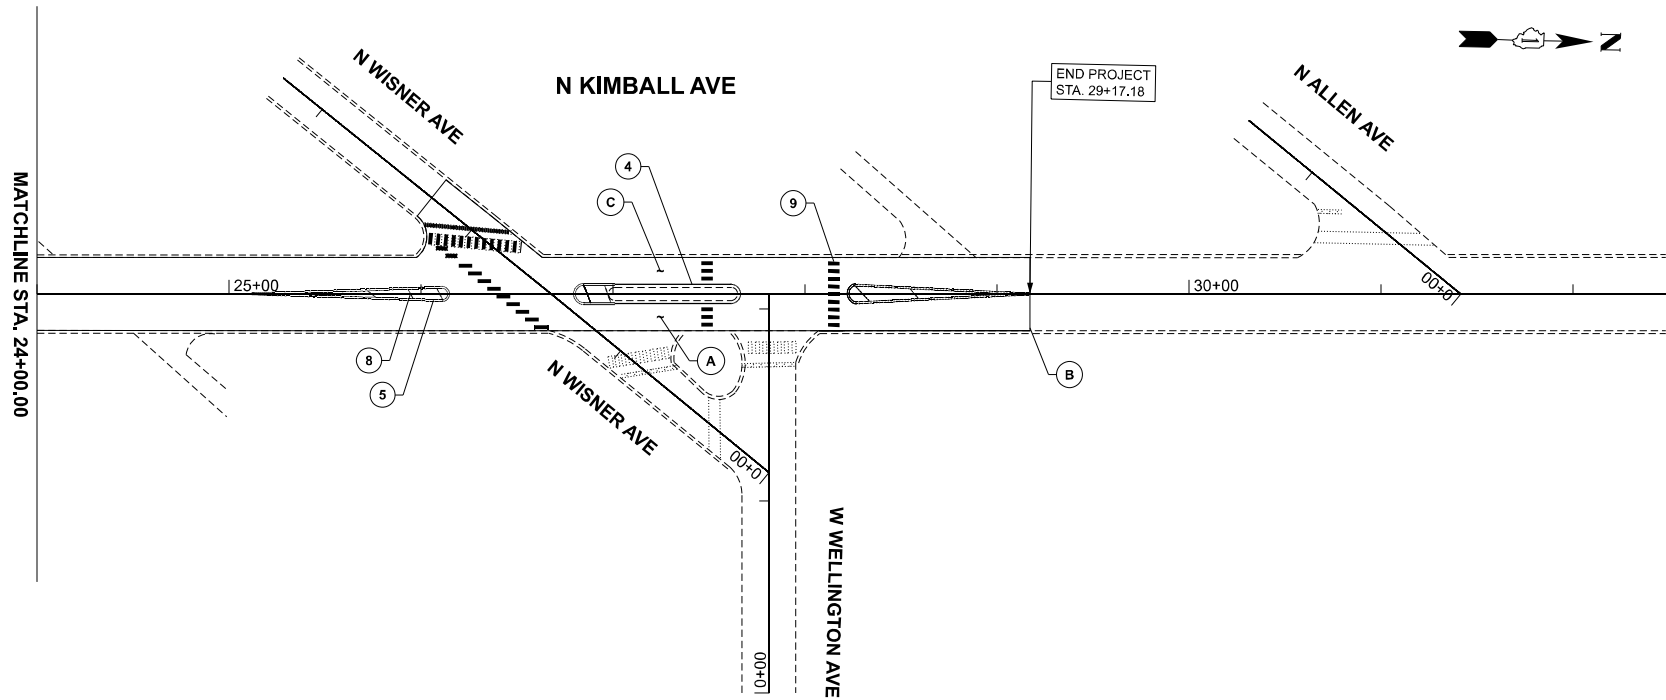 N WISNER AVE
N KIMBALL AVE
END PROJECT
STA. 29+17.18
N ALLEN AVE
N
MATCHLINE STA. 24+00.00
4
C
9
25+00
30+00
0+00
8
5
A
B
N WISNER AVE
0+00
W WELLINGTON AVE
0+00